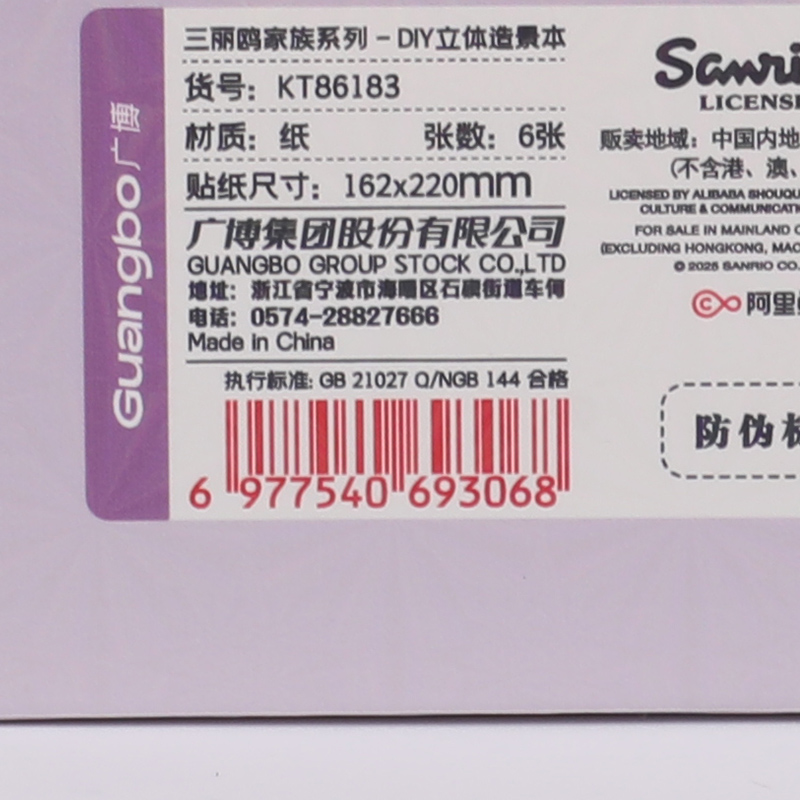 Guangbo广博
三丽鸥家族系列 - DIY立体造景本
货号: KT86183
材质: 纸 张数: 6张
贴纸尺寸: 162x220mm
广博集团股份有限公司
GUANGBO GROUP STOCK CO.,LTD
地址: 浙江省宁波市海曙区石碶街道车何
电话: 0574-28827666
Made in China
执行标准: GB 21027 Q/NGB 144 合格
6 977540 693068
Sanri
LICENS
贩卖地域: 中国内地
(不含港、澳、
LICENSED BY ALIBABA SHOUQU
CULTURE & COMMUNICATI
FOR SALE IN MAINLAND C
(EXCLUDING HONGKONG, MAC
© 2025 SANRIO CO.
阿里
防伪标